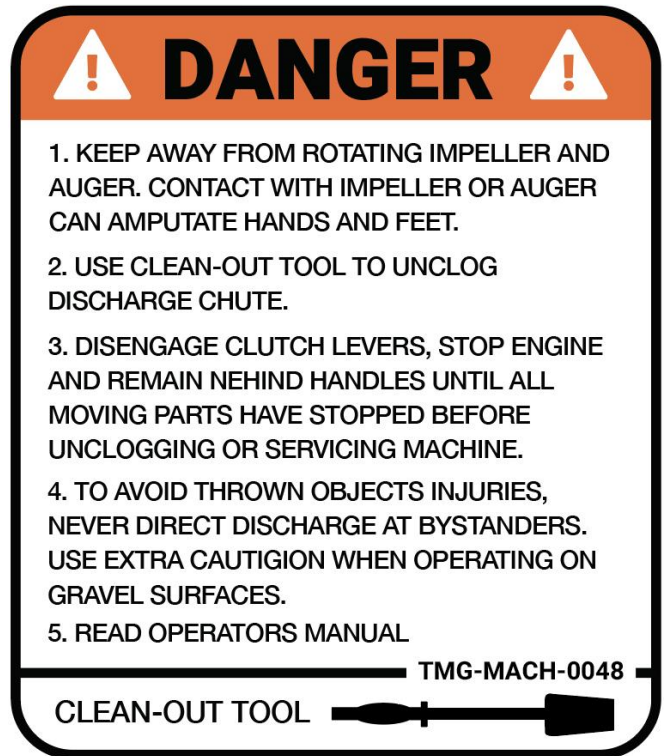 DANGER
1. KEEP AWAY FROM ROTATING IMPELLER AND
AUGER. CONTACT WITH IMPELLER OR AUGER
CAN AMPUTATE HANDS AND FEET.
2. USE CLEAN-OUT TOOL TO UNCLOG
DISCHARGE CHUTE.
3. DISENGAGE CLUTCH LEVERS, STOP ENGINE
AND REMAIN NEHIND HANDLES UNTIL ALL
MOVING PARTS HAVE STOPPED BEFORE
UNCLOGGING OR SERVICING MACHINE.
4. TO AVOID THROWN OBJECTS INJURIES,
NEVER DIRECT DISCHARGE AT BYSTANDERS.
USE EXTRA CAUTIGION WHEN OPERATING ON
GRAVEL SURFACES.
5. READ OPERATORS MANUAL
TMG-MACH-0048
CLEAN-OUT TOOL